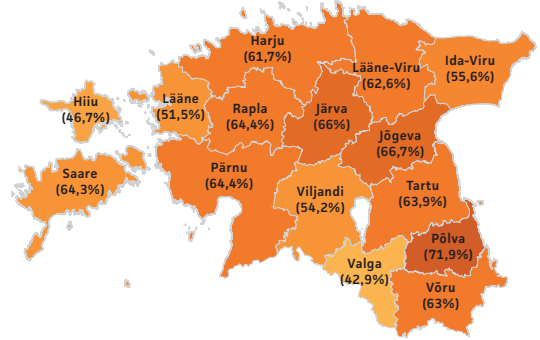 Harju
(61,7%)
Lääne-Viru
(62,6%)
Ida-Viru
(55,6%)
Hiiu
(46,7%)
Lääne
(51,5%)
Rapla
(64,4%)
Järva
(66%)
Jõgeva
(66,7%)
Saare
(64,3%)
Pärnu
(64,4%)
Viljandi
(54,2%)
Tartu
(63,9%)
Põlva
(71,9%)
Valga
(42,9%)
Võru
(63%)